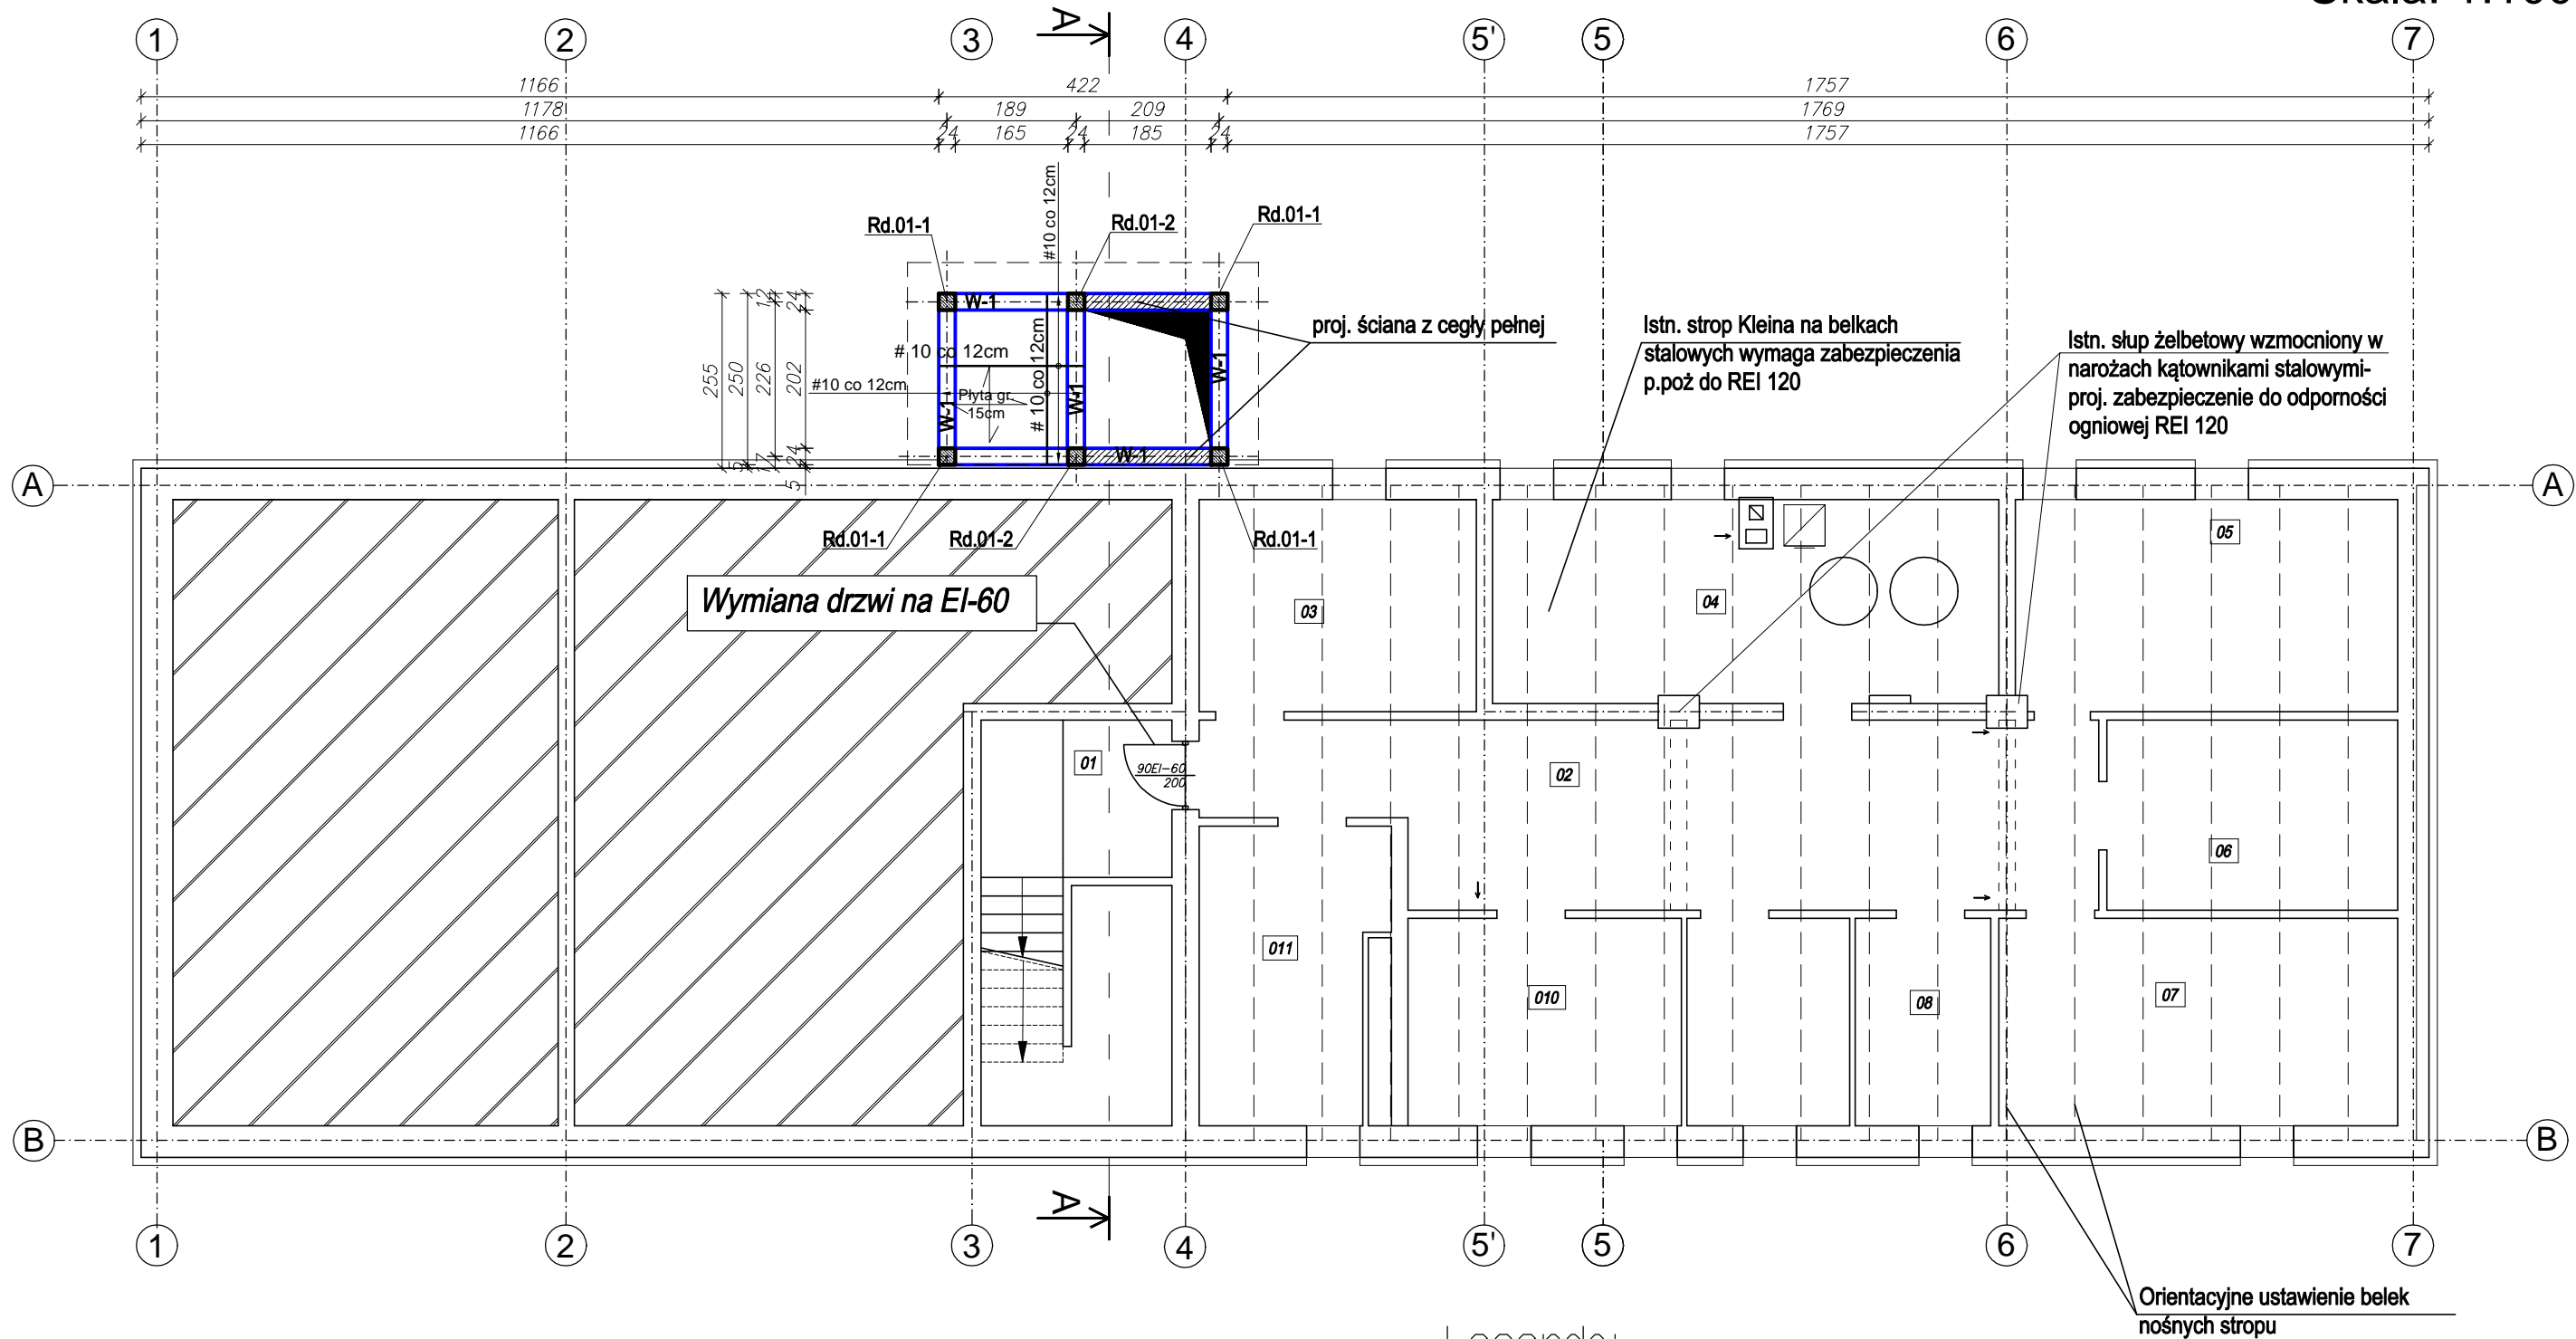 1
2
3
A
4
5'
5
6
7
1166
422
1757
1178
189
209
1769
1166
24
165
24
185
24
1757
#10 co 12cm
Rd.01-1
Rd.01-2
Rd.01-1
W-1
12
24
255
250
226
202
# 10 co 12cm
#10 co 12cm
# 10 co 12cm
Płyta gr.
15cm
W-1
W-1
W-1
W-1
5
17
24
5
proj. ściana z cegły pełnej
Istn. strop Kleina na belkach
stalowych wymaga zabezpieczenia
p.poż do REI 120
Istn. słup żelbetowy wzmocniony w
narożach kątownikami stalowymi-
proj. zabezpieczenie do odporności
ogniowej REI 120
A
A
Rd.01-1
Rd.01-2
Rd.01-1
05
Wymiana drzwi na EI-60
03
04
01
90EI-60
200
02
06
011
010
08
07
B
B
1
2
3
A
4
5'
5
6
7
Orientacyjne ustawienie belek
nośnych stropu